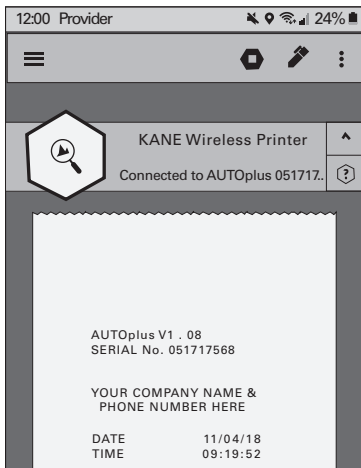 12:00 Provider 24%
KANE Wireless Printer
Connected to AUTOplus 051717..
?
AUTOplus V1 . 08
SERIAL No. 051717568
YOUR COMPANY NAME &
PHONE NUMBER HERE
DATE 11/04/18
TIME 09:19:52